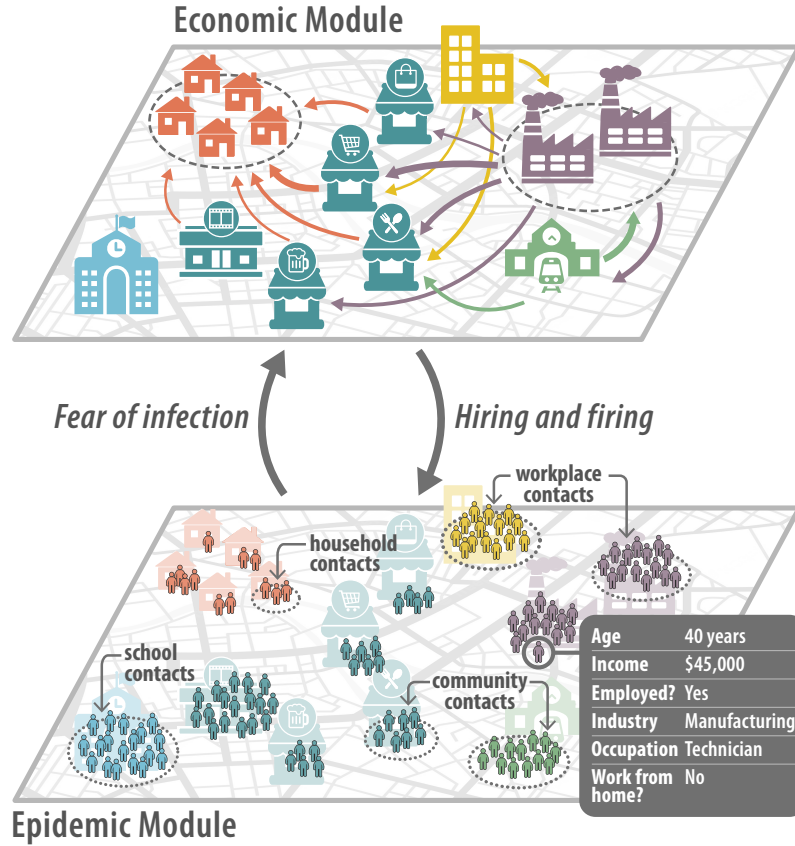 Economic Module
Fear of infection
Hiring and firing
workplace
contacts
household
contacts
school
contacts
community
contacts
Age 40 years
Income $45,000
Employed? Yes
Industry Manufacturing
Occupation Technician
Work from No
home?
Epidemic Module